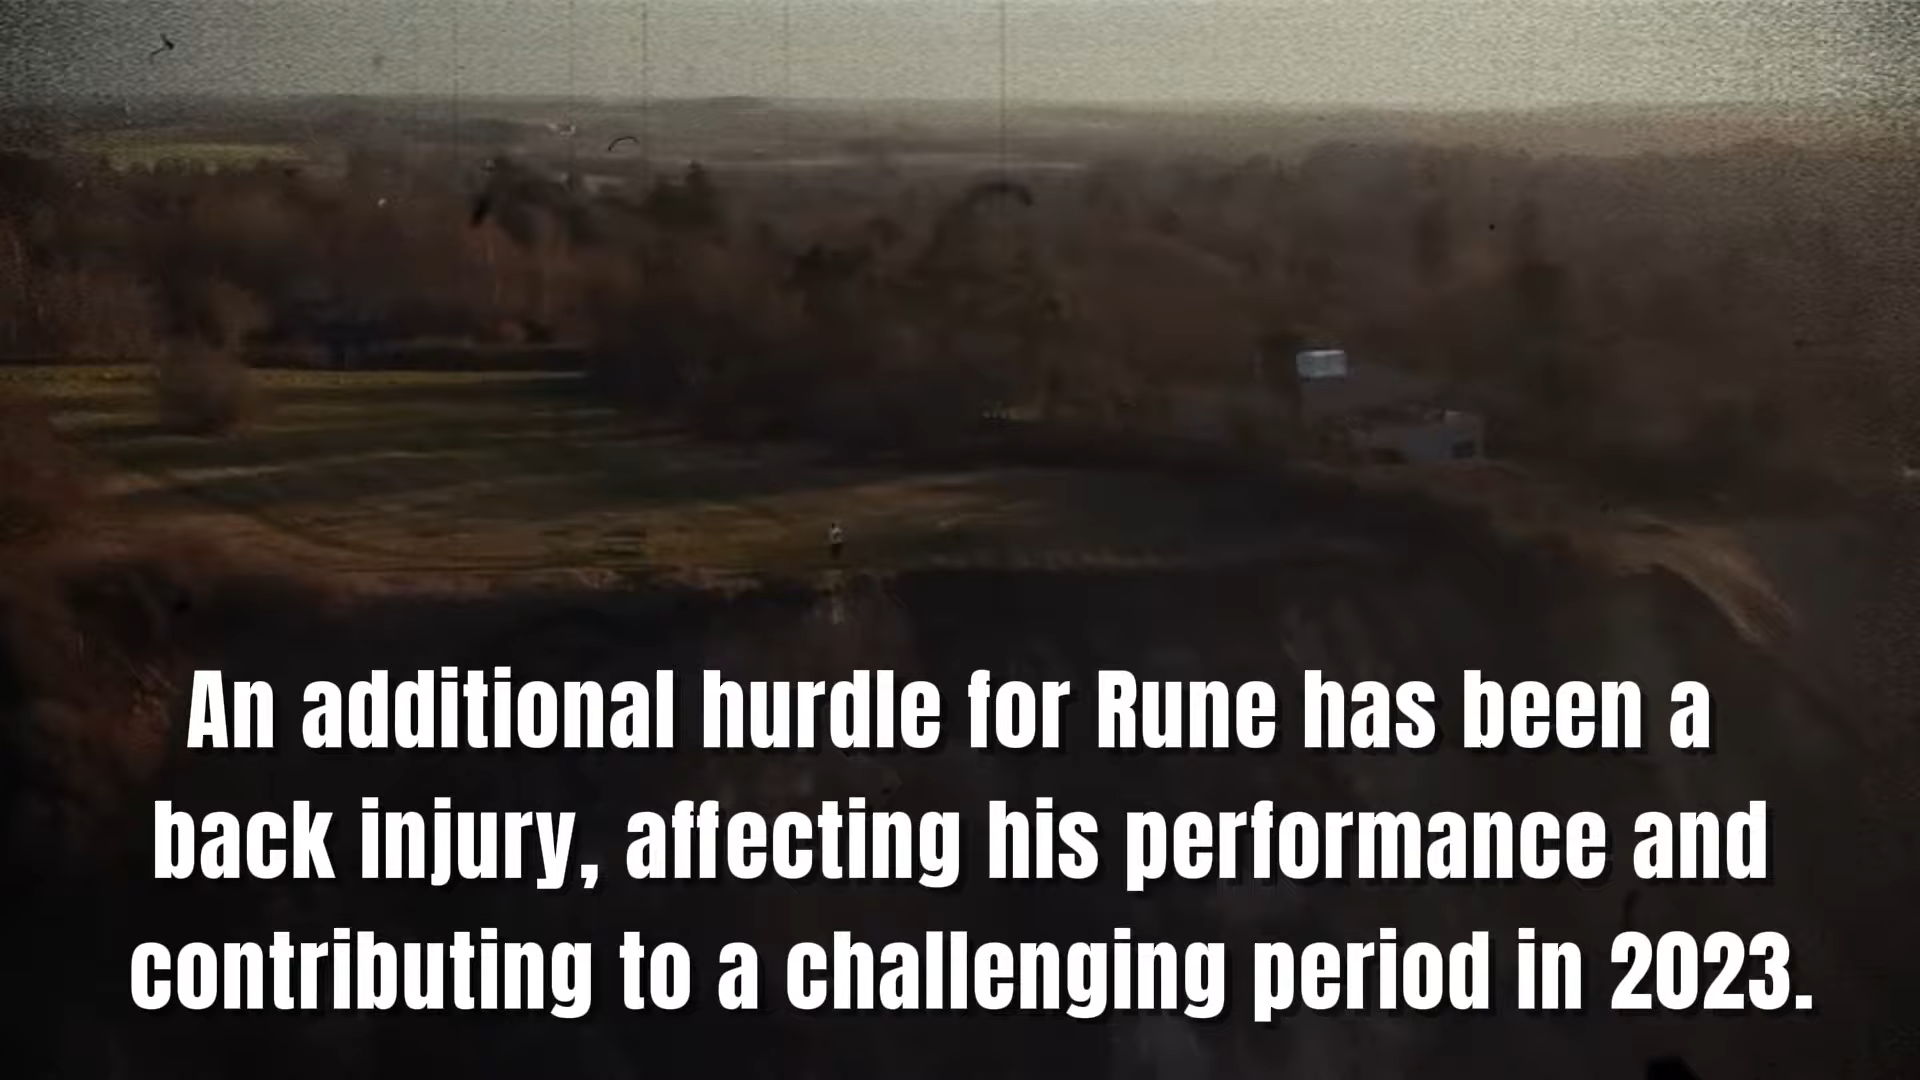 An additional hurdle for Rune has been a
back injury, affecting his performance and
contributing to a challenging period in 2023.